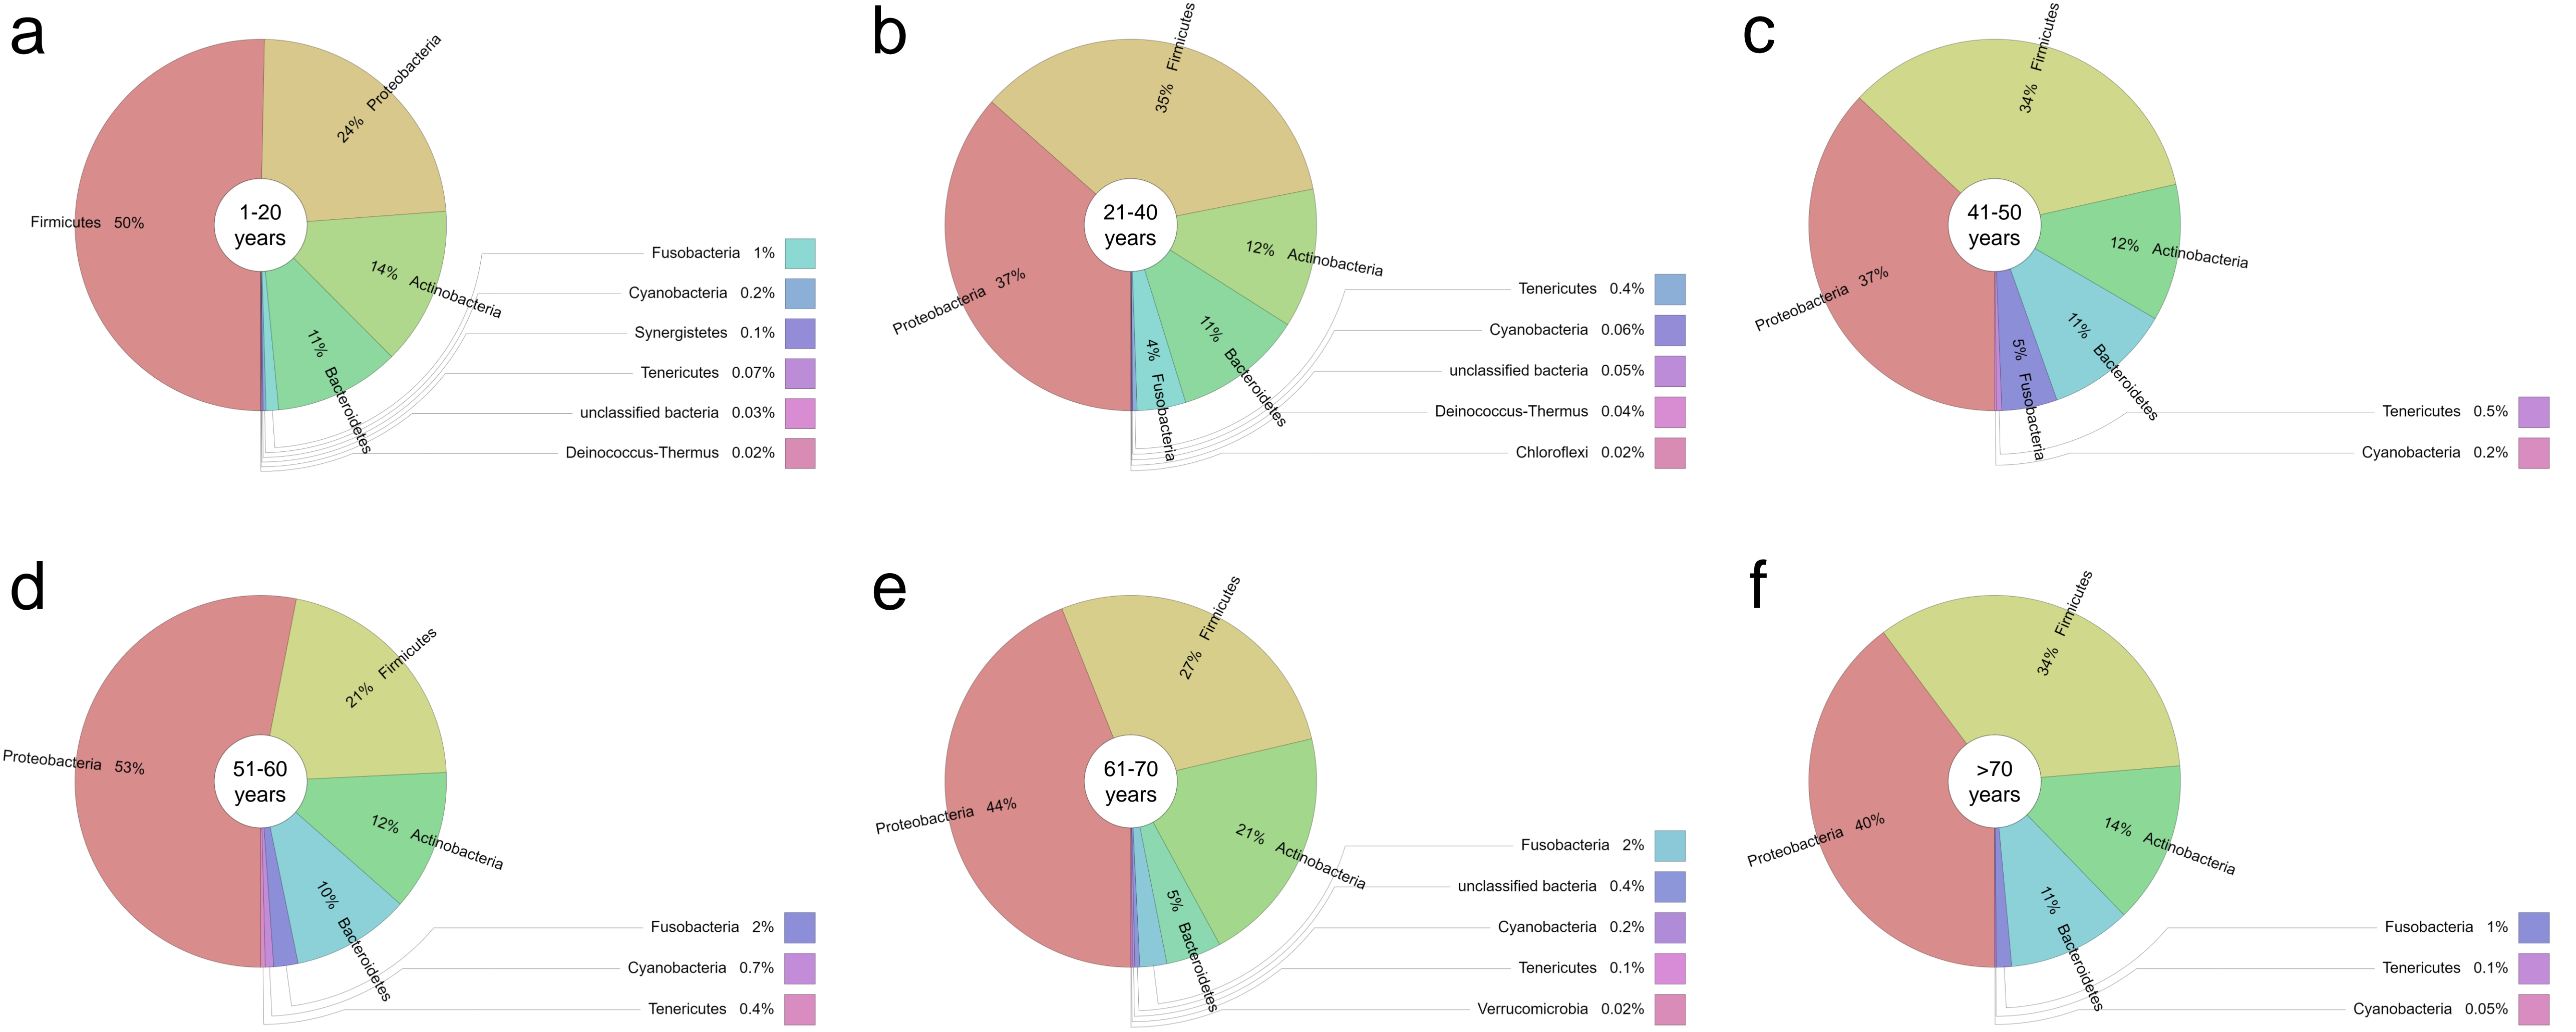 a
1-20
years
Firmicutes 50%
24% Proteobacteria
14% Actinobacteria
11% Bacteroidetes
Fusobacteria 1%
Cyanobacteria 0.2%
Synergistetes 0.1%
Tenericutes 0.07%
unclassified bacteria 0.03%
Deinococcus-Thermus 0.02%
b
21-40
years
Proteobacteria 37%
35% Firmicutes
12% Actinobacteria
11% Bacteroidetes
4% Fusobacteria
Tenericutes 0.4%
Cyanobacteria 0.06%
unclassified bacteria 0.05%
Deinococcus-Thermus 0.04%
Chloroflexi 0.02%
c
41-50
years
Proteobacteria 37%
34% Firmicutes
12% Actinobacteria
11% Bacteroidetes
5% Fusobacteria
Tenericutes 0.5%
Cyanobacteria 0.2%
d
51-60
years
Proteobacteria 53%
21% Firmicutes
12% Actinobacteria
10% Bacteroidetes
Fusobacteria 2%
Cyanobacteria 0.7%
Tenericutes 0.4%
e
61-70
years
Proteobacteria 44%
27% Firmicutes
21% Actinobacteria
5% Bacteroidetes
Fusobacteria 2%
unclassified bacteria 0.4%
Cyanobacteria 0.2%
Tenericutes 0.1%
Verrucomicrobia 0.02%
f
>70
years
Proteobacteria 40%
34% Firmicutes
14% Actinobacteria
11% Bacteroidetes
Fusobacteria 1%
Tenericutes 0.1%
Cyanobacteria 0.05%